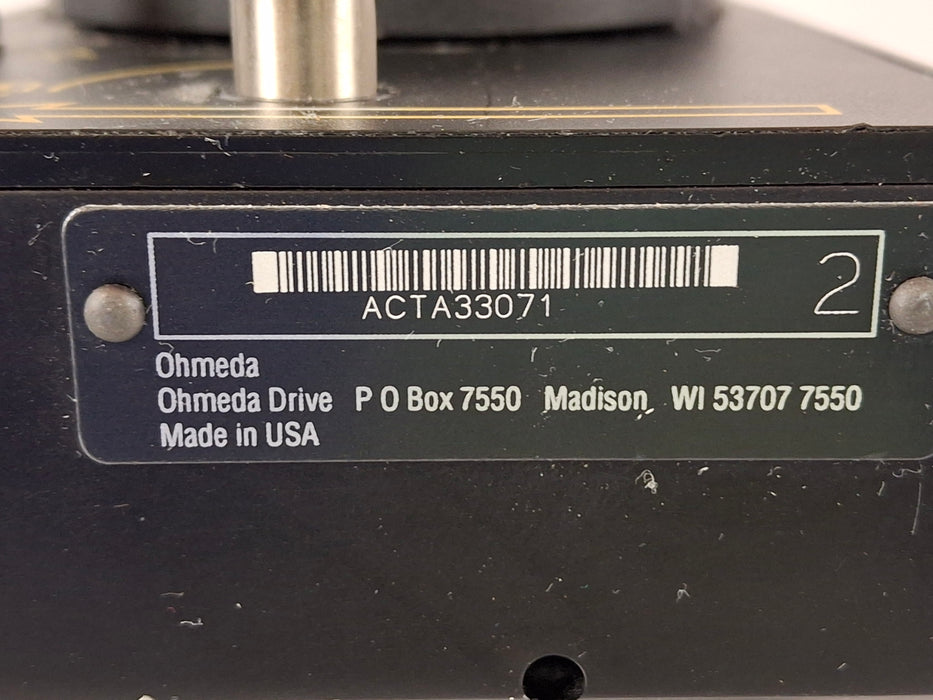 ACTA33071
2
Ohmeda
Ohmeda Drive P O Box 7550 Madison, WI 53707 7550
Made in USA